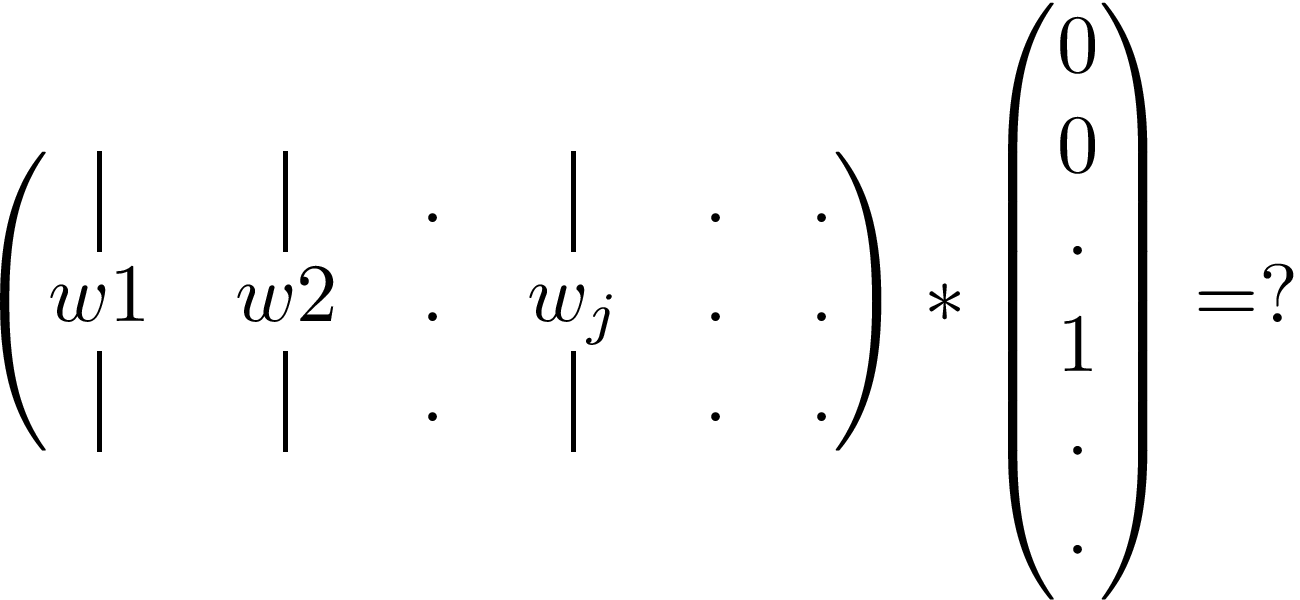 ( | | . | . . ) * ( 0 0 . 1 . . ) =?
w1 w2 . w_j . .
| | . | . .